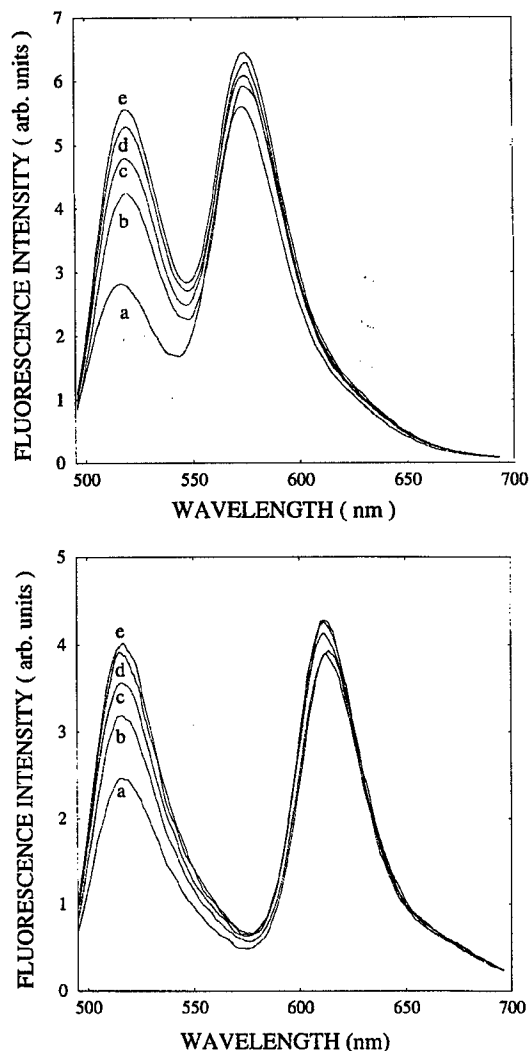 FLUORESCENCE INTENSITY ( arb. units )
7
6
5
4
3
2
1
0
e
d
c
b
a
500
550
600
650
700
WAVELENGTH ( nm )
FLUORESCENCE INTENSITY ( arb. units )
5
4
3
2
1
0
e
d
c
b
a
500
550
600
650
700
WAVELENGTH ( nm )